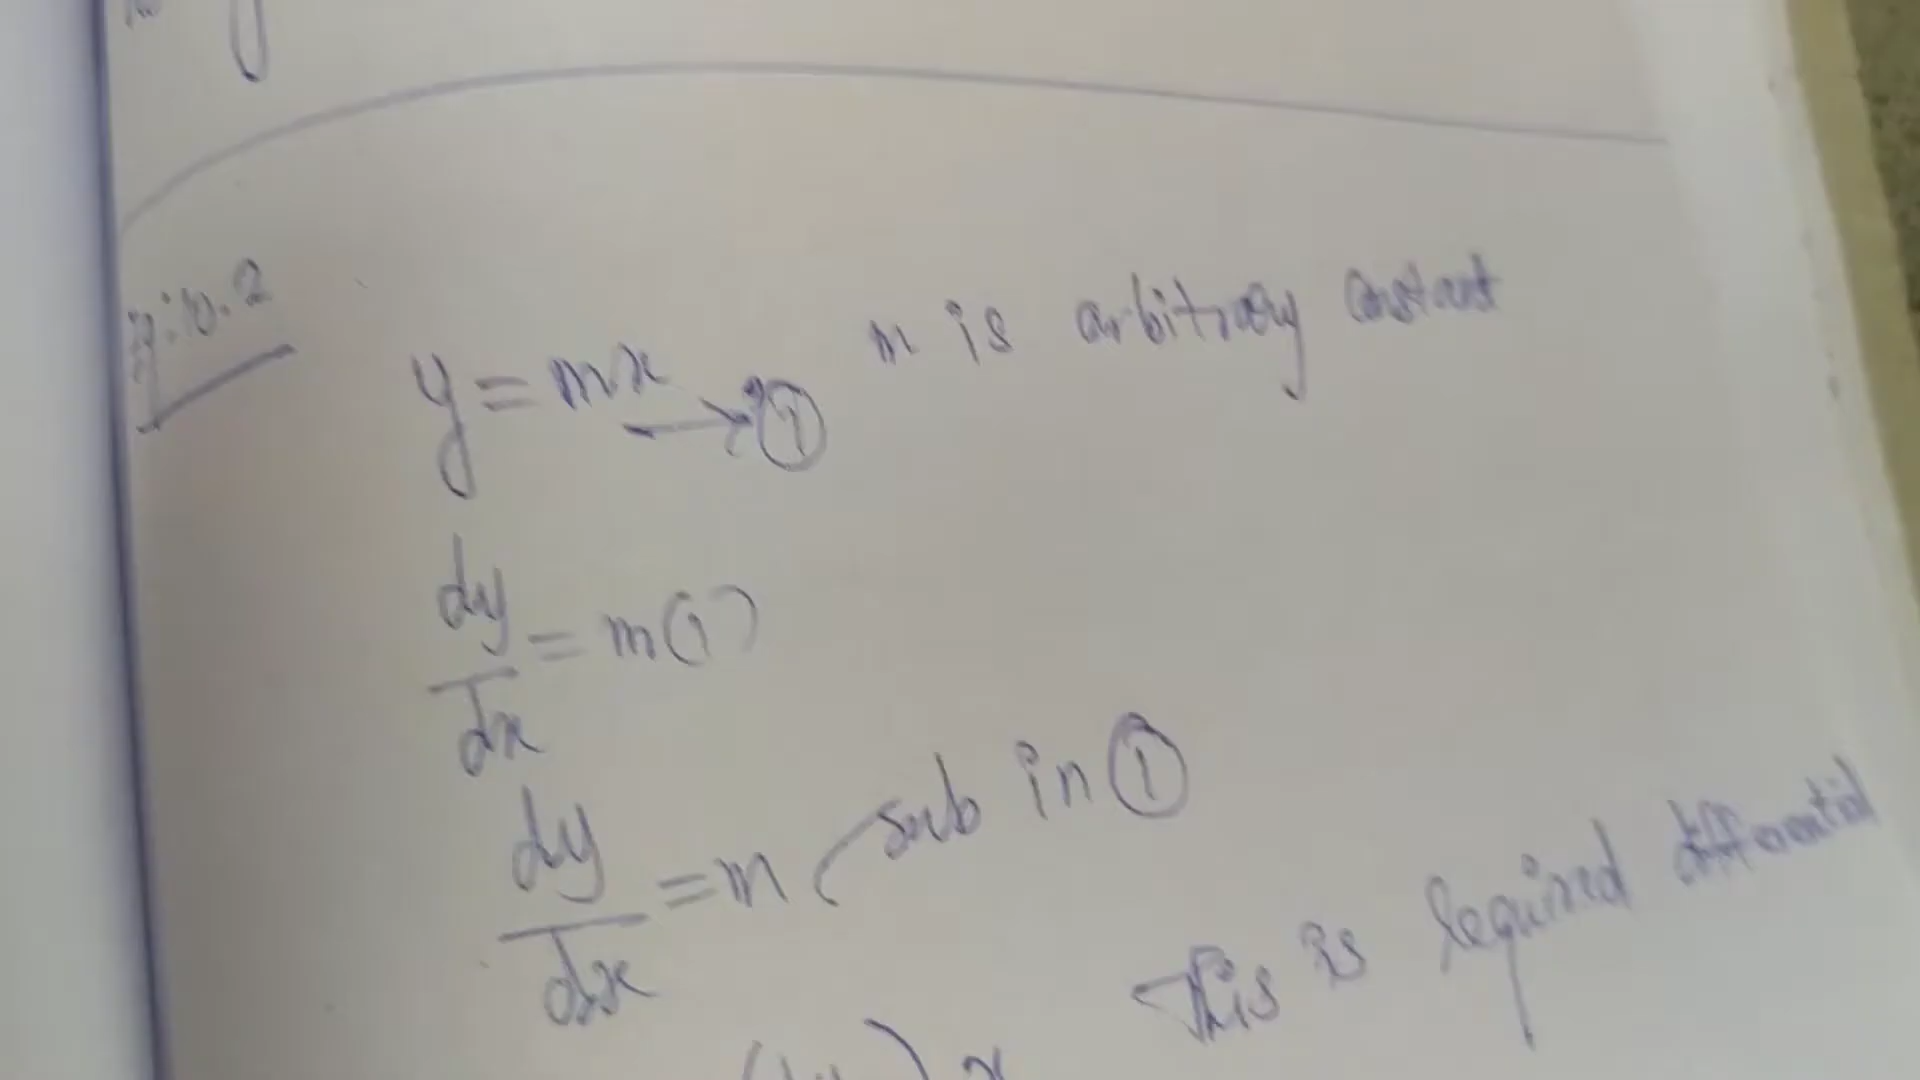 y = mx → ① m is arbitrary constant
dy/dx = m(1)
dy/dx = m sub in ①
This is required differential
x